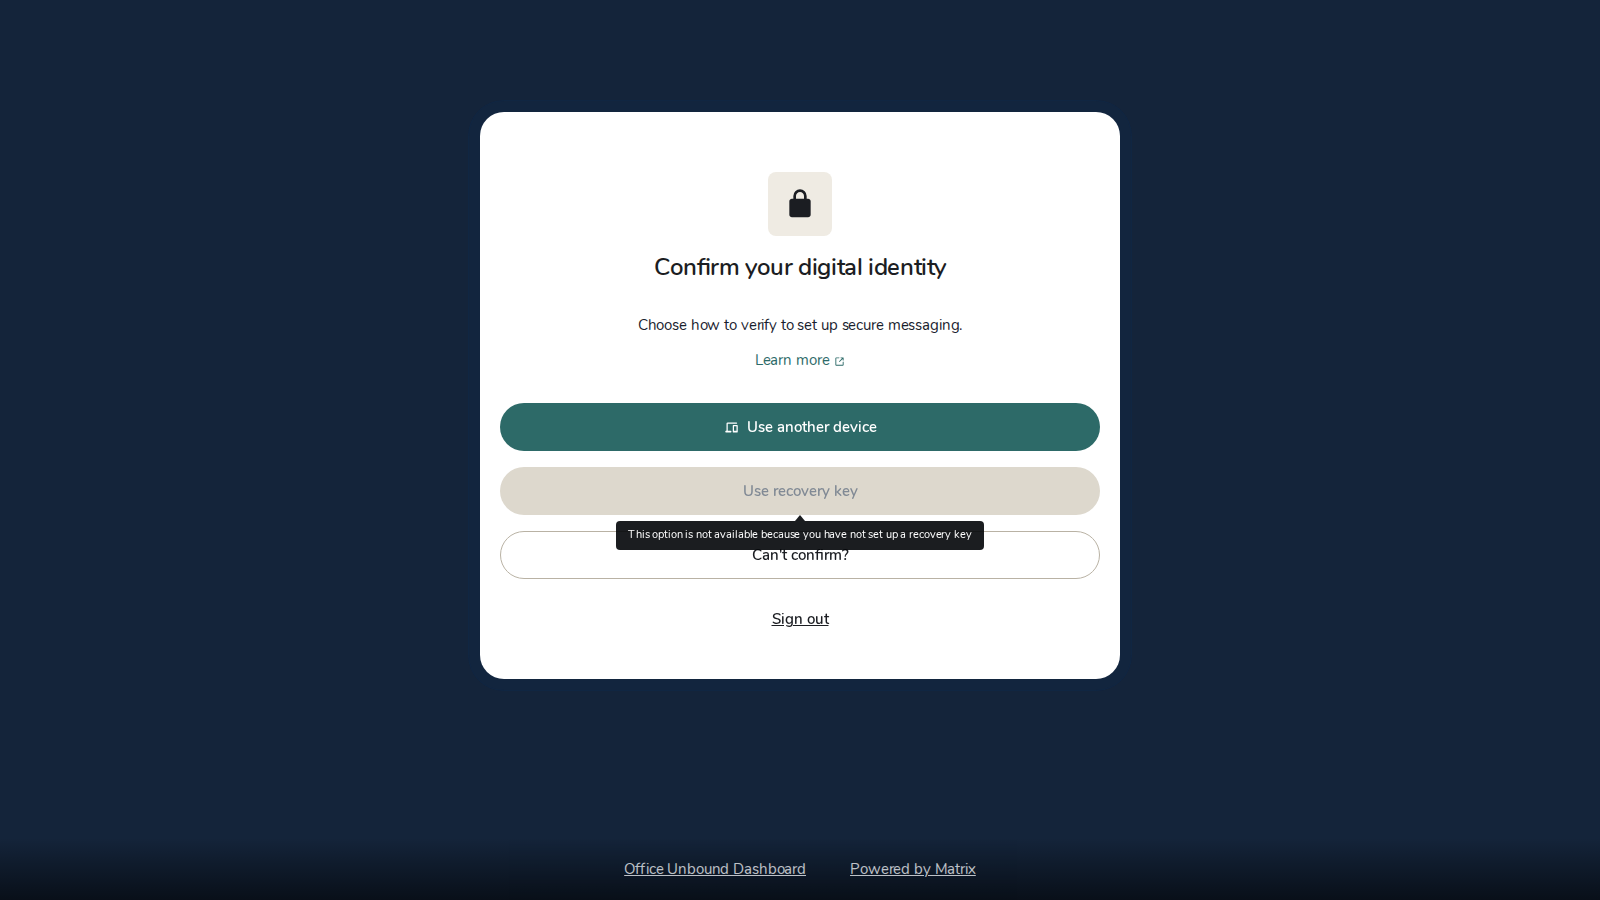 Confirm your digital identity
Choose how to verify to set up secure messaging.
Learn more
Use another device
Use recovery key
This option is not available because you have not set up a recovery key
Can't confirm?
Sign out
Office Unbound Dashboard
Powered by Matrix